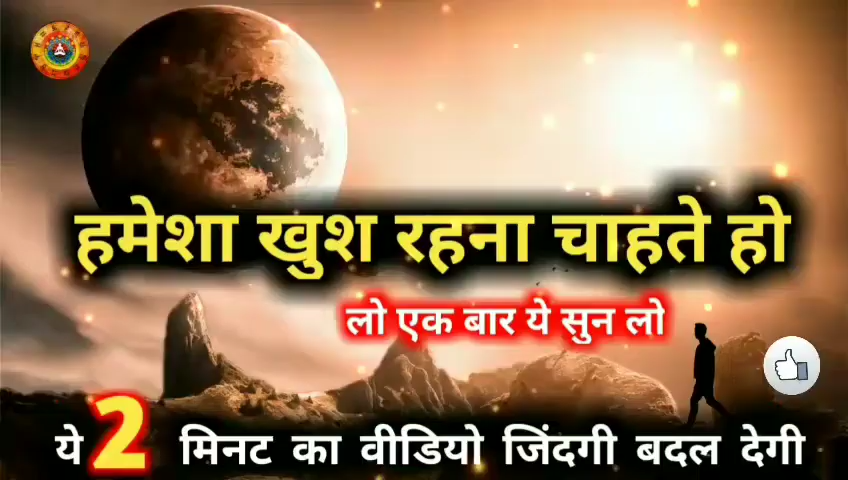 हमेशा खुश रहना चाहते हो
लो एक बार ये सुन लो
ये 2 मिनट का वीडियो जिंदगी बदल देगी